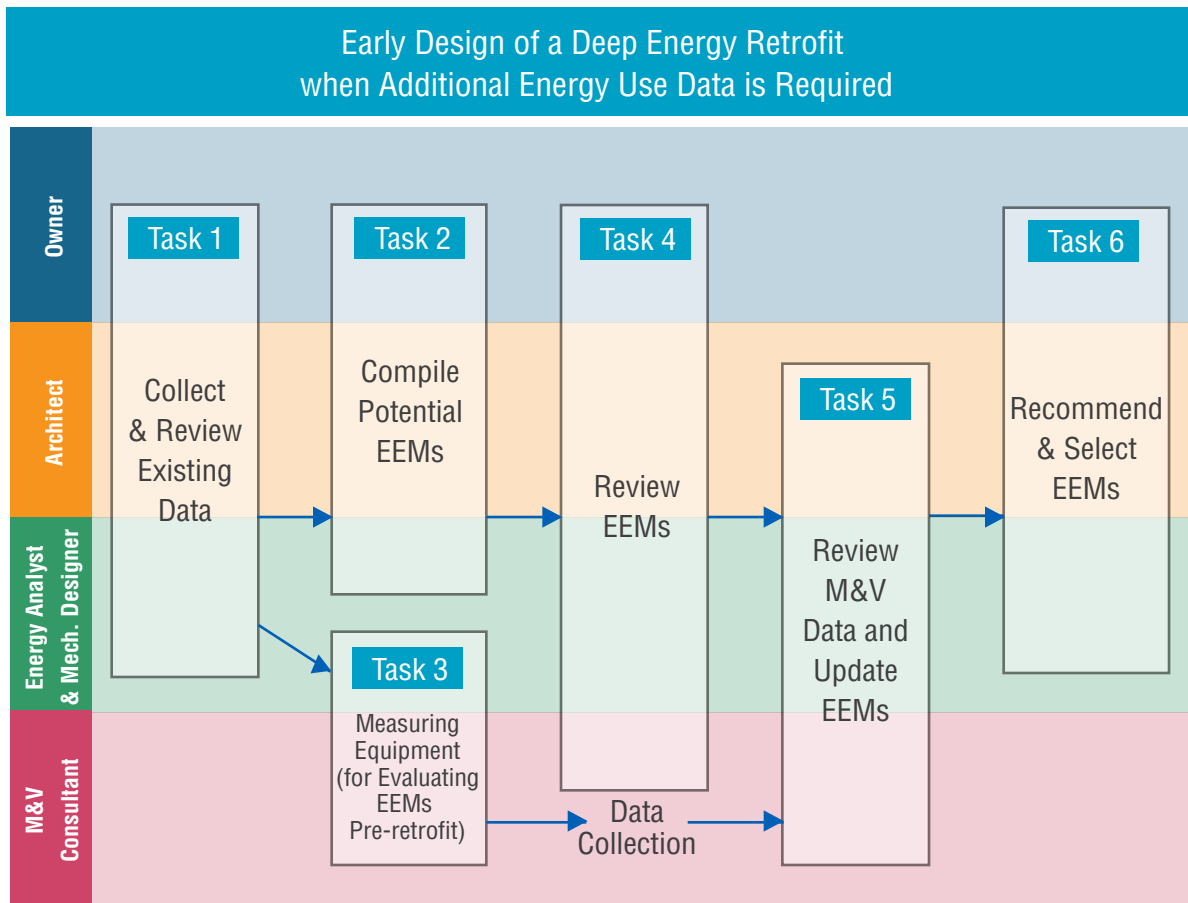 Early Design of a Deep Energy Retrofit
when Additional Energy Use Data is Required
Owner
Architect
Energy Analyst
& Mech. Designer
M&V
Consultant
Task 1
Collect
& Review
Existing
Data
Task 2
Compile
Potential
EEMs
Task 3
Measuring
Equipment
(for Evaluating
EEMs
Pre-retrofit)
Task 4
Review
EEMs
Data
Collection
Task 5
Review
M&V
Data and
Update
EEMs
Task 6
Recommend
& Select
EEMs